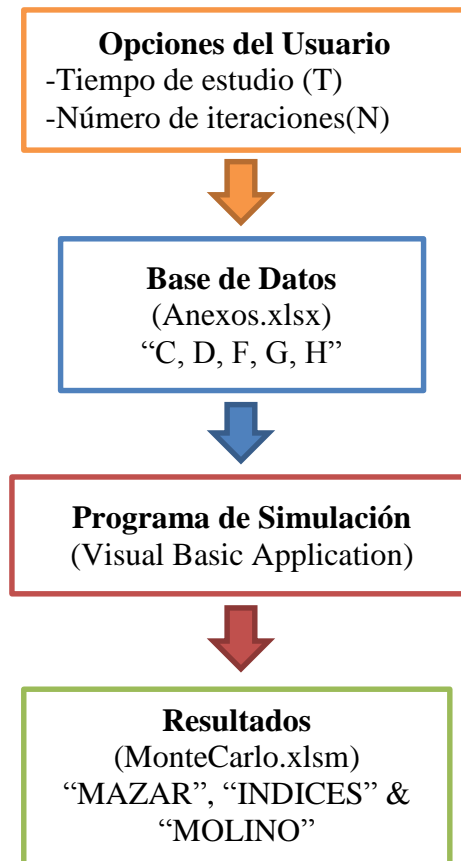 Opciones del Usuario
-Tiempo de estudio (T)
-Número de iteraciones(N)
Base de Datos
(Anexos.xlsx)
“C, D, F, G, H”
Programa de Simulación
(Visual Basic Application)
Resultados
(MonteCarlo.xlsm)
“MAZAR”, “INDICES” &
“MOLINO”